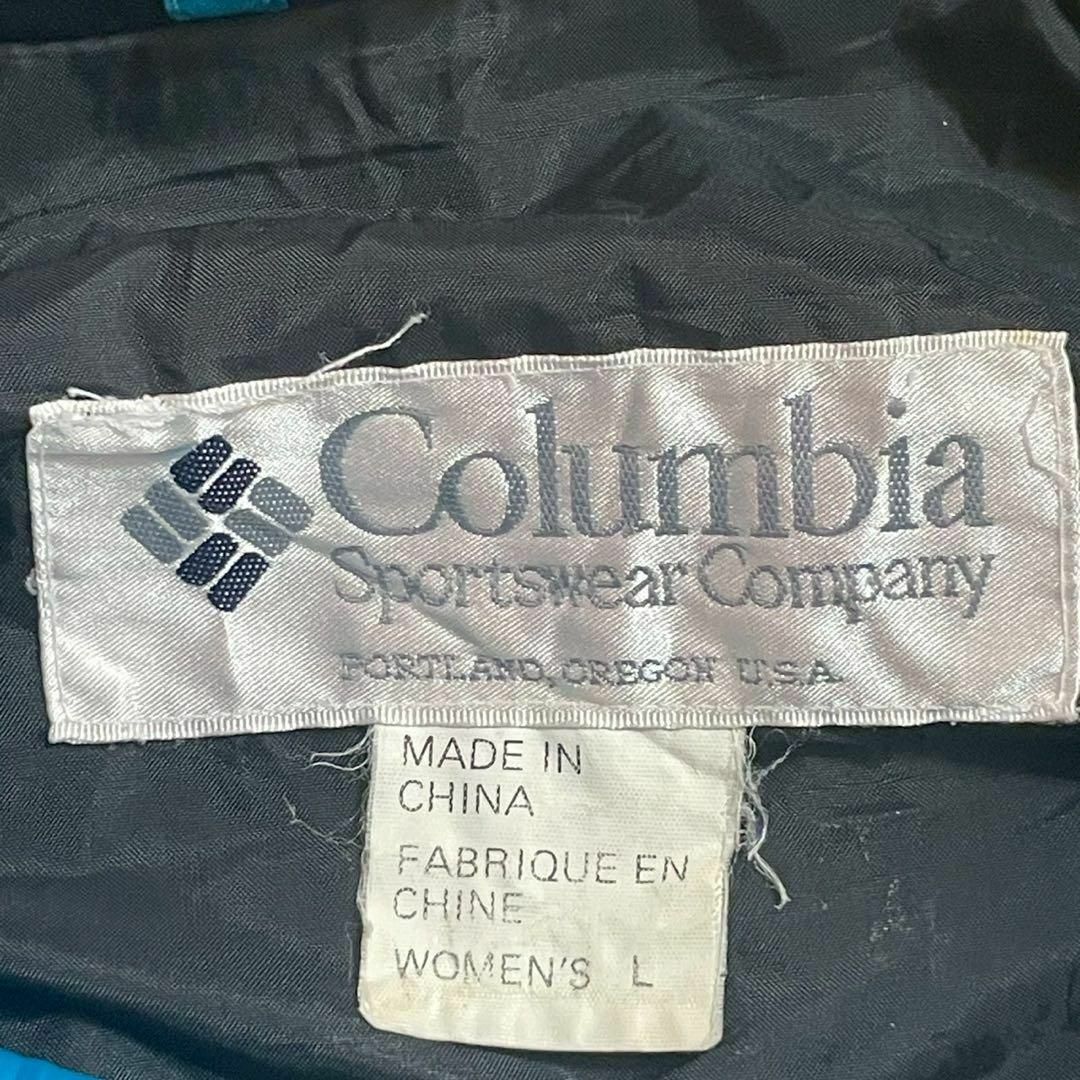 Columbia
Sportswear Company
PORTLAND, OREGON U.S.A.
MADE IN
CHINA
FABRIQUE EN
CHINE
WOMEN'S L